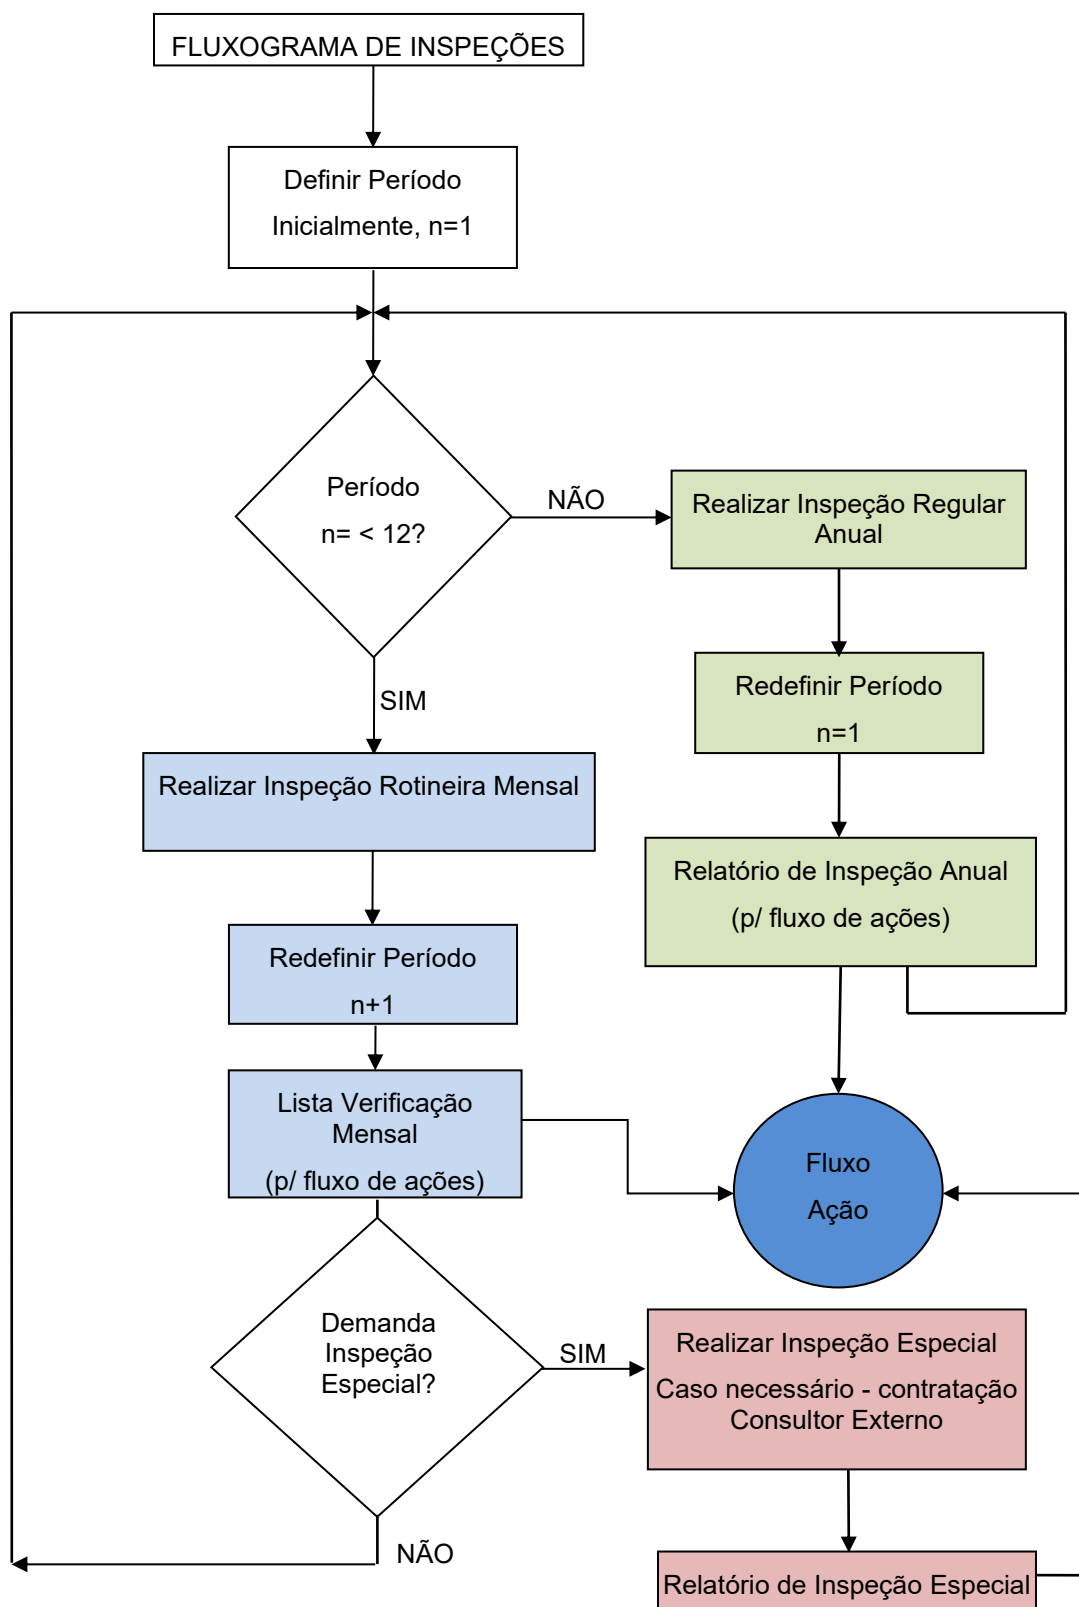 FLUXOGRAMA DE INSPEÇÕES
Definir Período
Inicialmente, n=1
Período
n= < 12?
NÃO
Realizar Inspeção Regular
Anual
SIM
Redefinir Período
n=1
Realizar Inspeção Rotineira Mensal
Relatório de Inspeção Anual
(p/ fluxo de ações)
Redefinir Período
n+1
Lista Verificação
Mensal
(p/ fluxo de ações)
Fluxo
Ação
Demanda
Inspeção
Especial?
SIM
Realizar Inspeção Especial
Caso necessário - contratação
Consultor Externo
NÃO
Relatório de Inspeção Especial